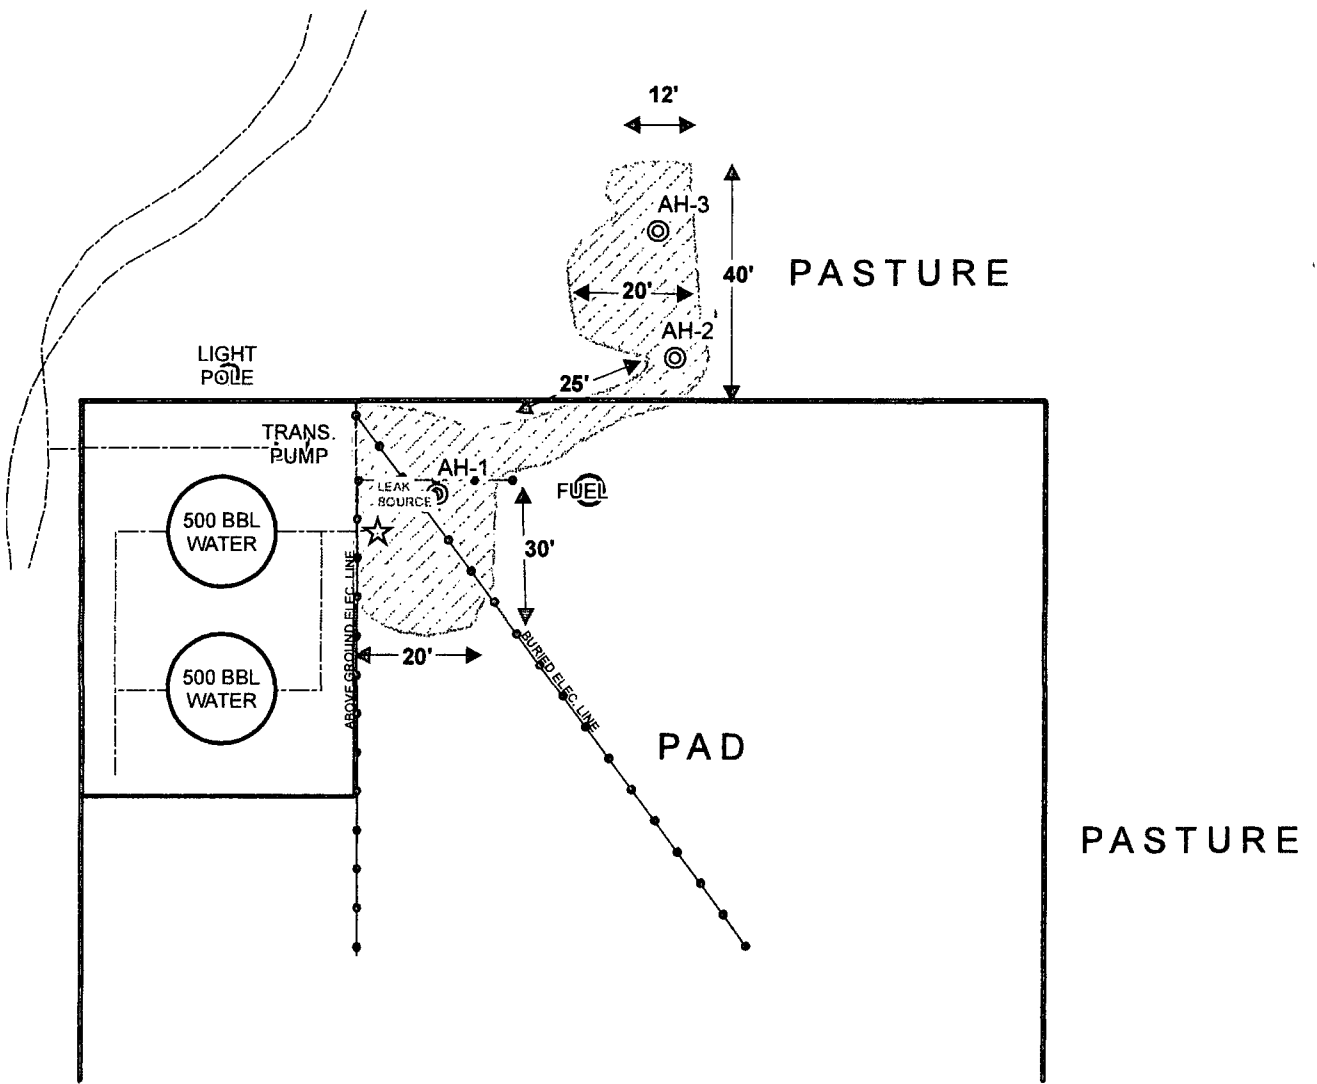 12'
AH-3
40'
PASTURE
20'
AH-2
LIGHT
POLE
25'
TRANS.
PUMP
AH-1
LEAK
SOURCE
FUEL
500 BBL
WATER
30'
ABOVE GROUND ELEC. LINE
20'
BURIED ELEC. LINE
500 BBL
WATER
PAD
PASTURE